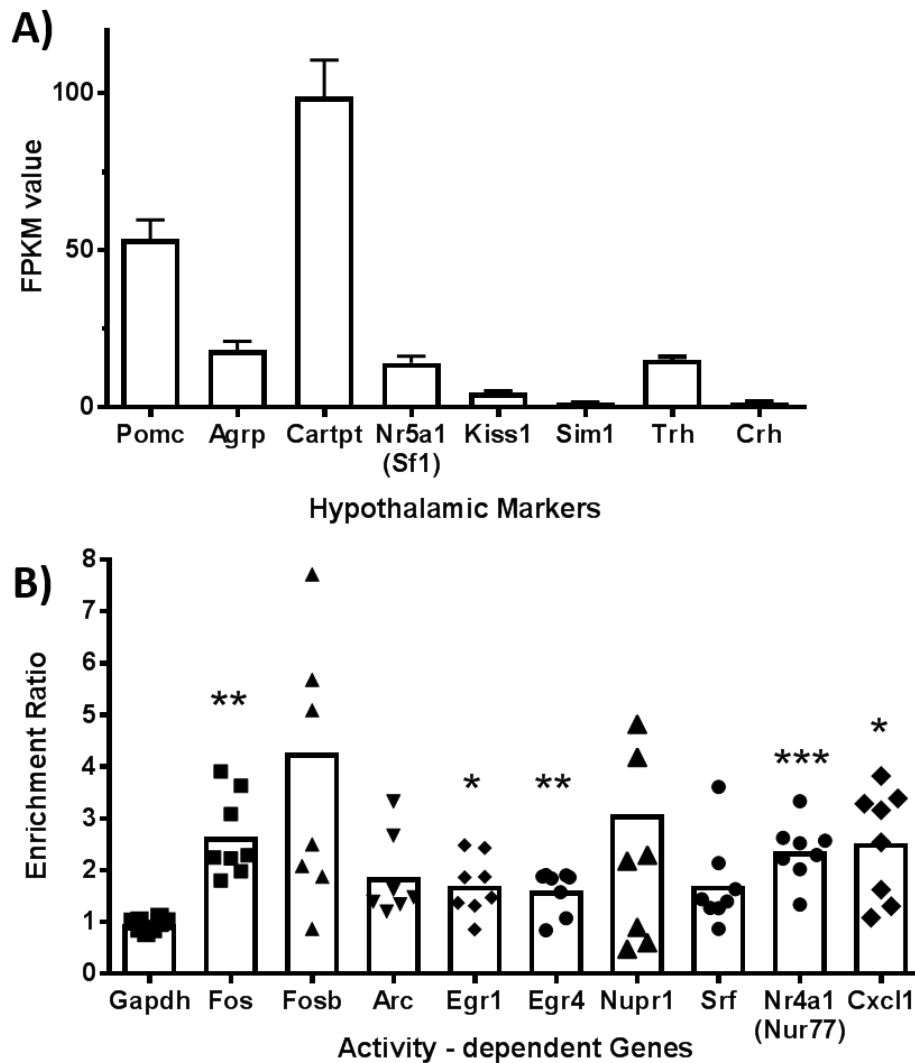 A)
100
50
0
FPKM value
Pomc Agrp Cartpt Nr5a1 Kiss1 Sim1 Trh Crh
(Sf1)
Hypothalamic Markers
B)
8
7
6
5
4
3
2
1
0
Enrichment Ratio
** * ** *** *
Gapdh Fos Fosb Arc Egr1 Egr4 Nupr1 Srf Nr4a1 Cxcl1
(Nur77)
Activity - dependent Genes